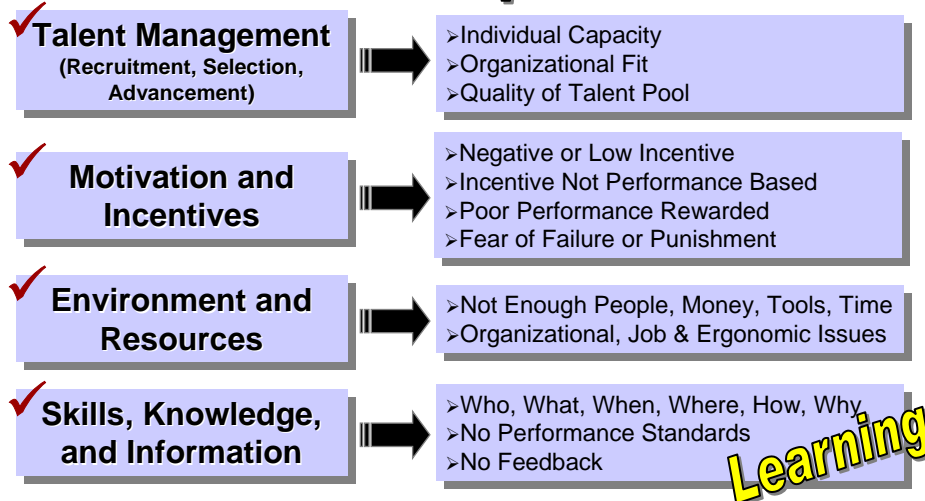 Talent Management
(Recruitment, Selection,
Advancement)
➢Individual Capacity
➢Organizational Fit
➢Quality of Talent Pool
Motivation and
Incentives
➢Negative or Low Incentive
➢Incentive Not Performance Based
➢Poor Performance Rewarded
➢Fear of Failure or Punishment
Environment and
Resources
➢Not Enough People, Money, Tools, Time
➢Organizational, Job & Ergonomic Issues
Skills, Knowledge,
and Information
➢Who, What, When, Where, How, Why
➢No Performance Standards
➢No Feedback
Learning